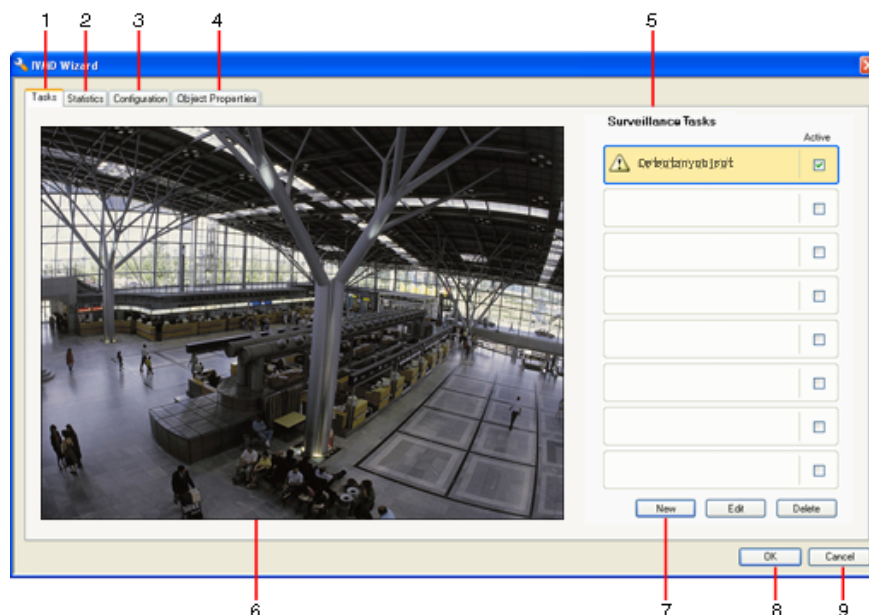 1 2 3 4 5
IVMD Wizard
Tasks Statistics Configuration Object Properties
Surveillance Tasks
Active
New Edit Delete
OK Cancel
6 7 8 9